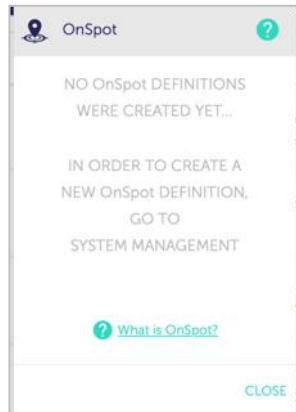 OnSpot ?
NO OnSpot DEFINITIONS
WERE CREATED YET...
IN ORDER TO CREATE A
NEW OnSpot DEFINITION,
GO TO
SYSTEM MANAGEMENT
? What is OnSpot?
CLOSE